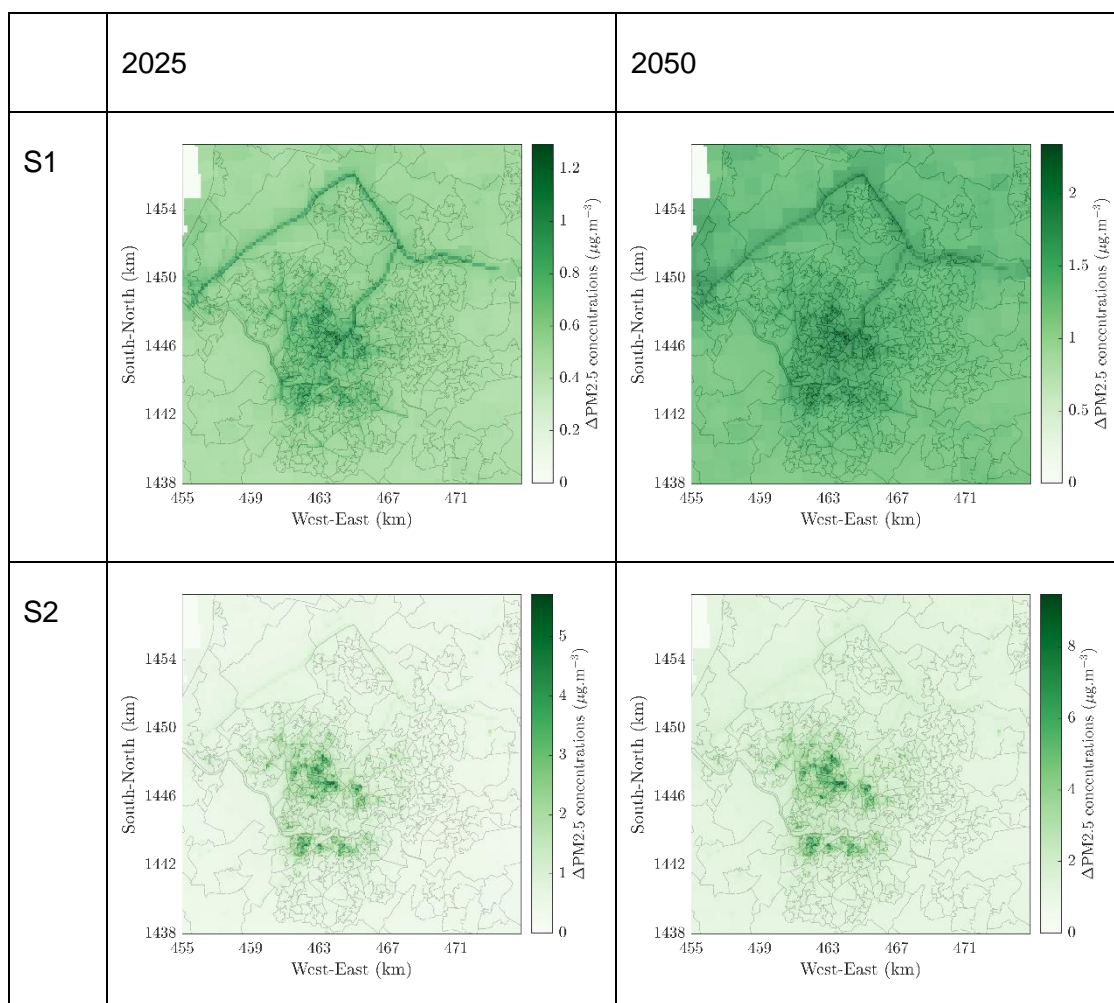 2025
2050
S1
1454
1450
1446
1442
1438
South-North (km)
455 459 463 467 471
West-East (km)
1.2
1
0.8
0.6
0.4
0.2
0
ΔPM2.5 concentrations (μg.m⁻³)
1454
1450
1446
1442
1438
South-North (km)
455 459 463 467 471
West-East (km)
2
1.5
1
0.5
0
ΔPM2.5 concentrations (μg.m⁻³)
S2
1454
1450
1446
1442
1438
South-North (km)
455 459 463 467 471
West-East (km)
5
4
3
2
1
0
ΔPM2.5 concentrations (μg.m⁻³)
1454
1450
1446
1442
1438
South-North (km)
455 459 463 467 471
West-East (km)
8
6
4
2
0
ΔPM2.5 concentrations (μg.m⁻³)